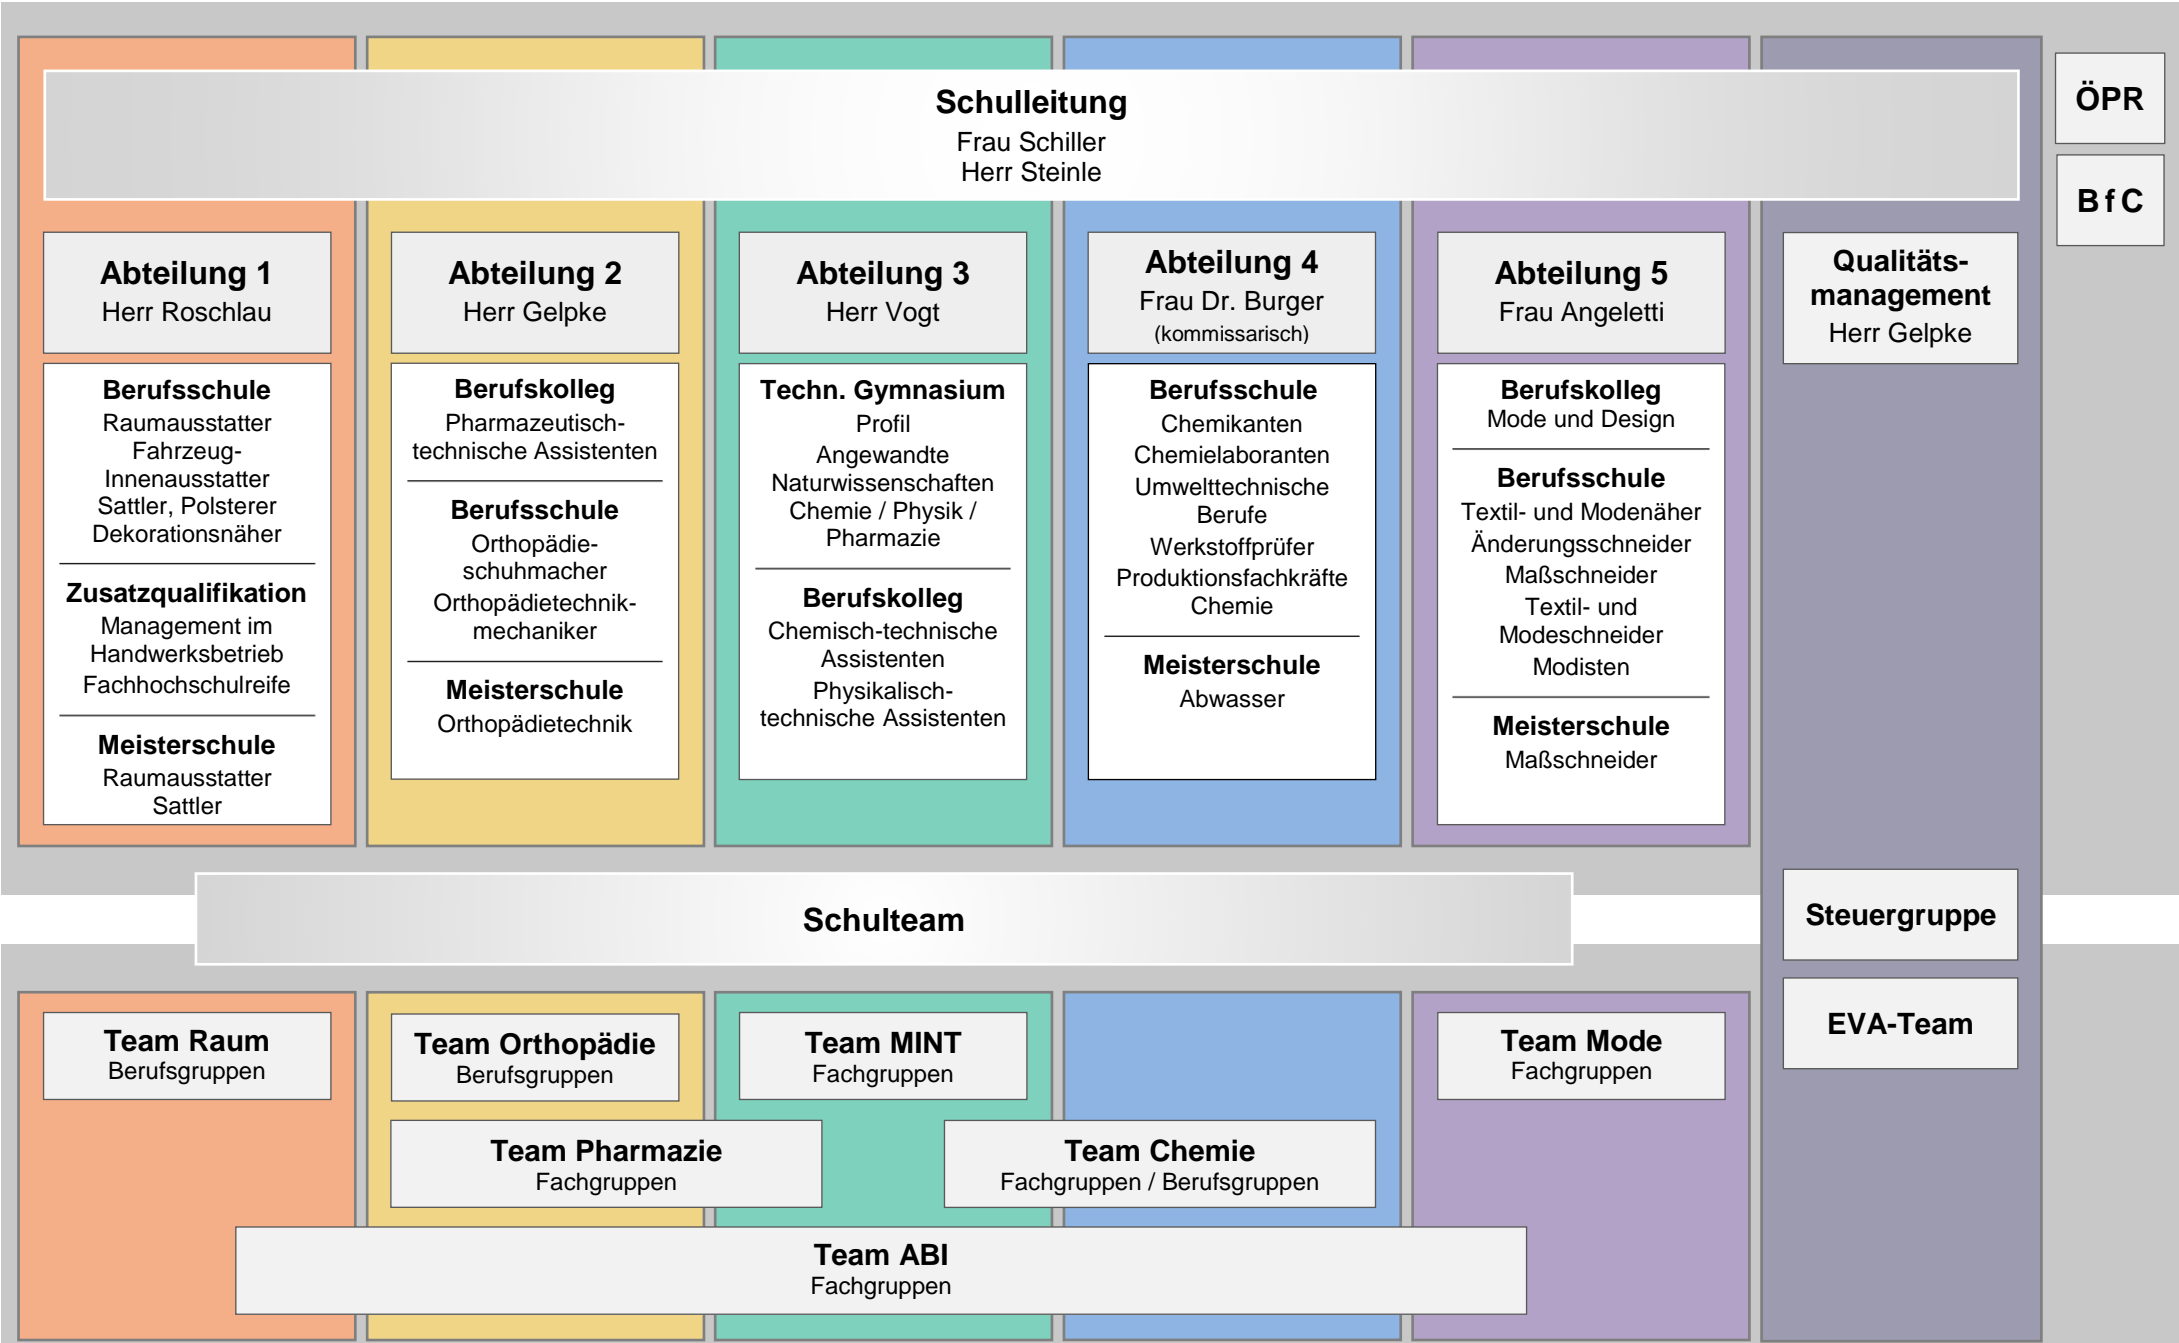 Schulleitung
Frau Schiller
Herr Steinle
ÖPR
BfC
Abteilung 1
Herr Roschlau
Berufsschule
Raumausstatter
Fahrzeug-
Innenausstatter
Sattler, Polsterer
Dekorationsnäher
Zusatzqualifikation
Management im
Handwerksbetrieb
Fachhochschulreife
Meisterschule
Raumausstatter
Sattler
Abteilung 2
Herr Gelpke
Berufskolleg
Pharmazeutisch-
technische Assistenten
Berufsschule
Orthopädie-
schuhmacher
Orthopädietechnik-
mechaniker
Meisterschule
Orthopädietechnik
Abteilung 3
Herr Vogt
Techn. Gymnasium
Profil
Angewandte
Naturwissenschaften
Chemie / Physik /
Pharmazie
Berufskolleg
Chemisch-technische
Assistenten
Physikalisch-
technische Assistenten
Abteilung 4
Frau Dr. Burger
(kommissarisch)
Berufsschule
Chemikanten
Chemielaboranten
Umwelttechnische
Berufe
Werkstoffprüfer
Produktionsfachkräfte
Chemie
Meisterschule
Abwasser
Abteilung 5
Frau Angeletti
Berufskolleg
Mode und Design
Berufsschule
Textil- und Modenäher
Änderungsschneider
Maßschneider
Textil- und
Modeschneider
Modisten
Meisterschule
Maßschneider
Qualitäts-
management
Herr Gelpke
Schulteam
Steuergruppe
EVA-Team
Team Raum
Berufsgruppen
Team Orthopädie
Berufsgruppen
Team MINT
Fachgruppen
Team Mode
Fachgruppen
Team Pharmazie
Fachgruppen
Team Chemie
Fachgruppen / Berufsgruppen
Team ABI
Fachgruppen